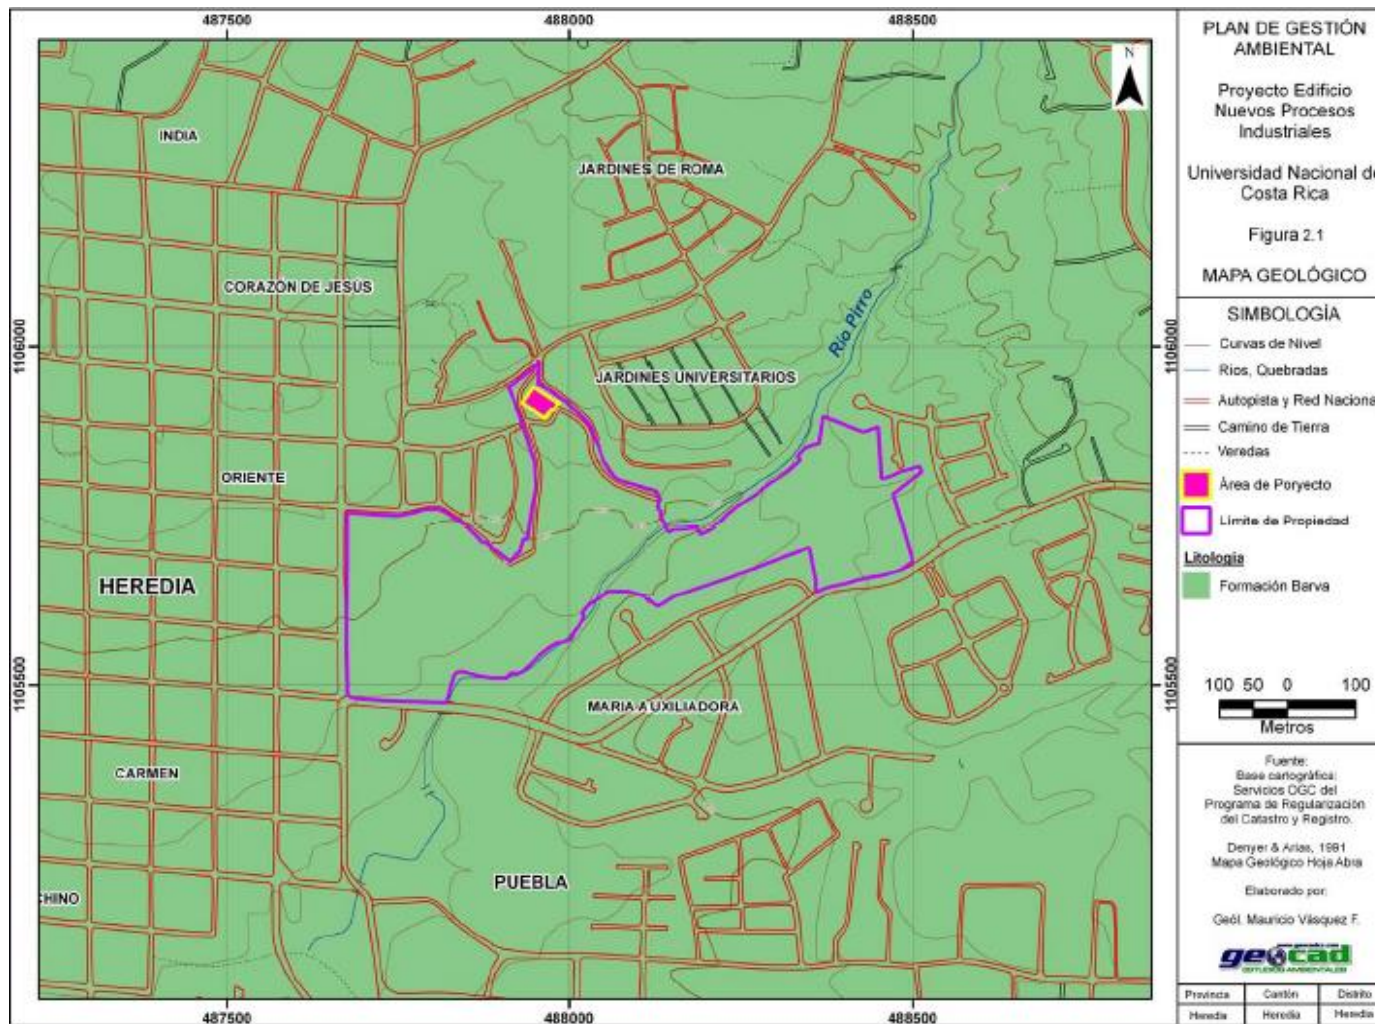 487500
488000
488500
PLAN DE GESTIÓN
AMBIENTAL
Proyecto Edificio
Nuevos Procesos
Industriales
Universidad Nacional de
Costa Rica
Figura 2.1
MAPA GEOLÓGICO
N
INDIA
JARDINES DE ROMA
CORAZÓN DE JESÚS
Río Pirro
1106000
1106000
JARDINES UNIVERSITARIOS
ORIENTE
HEREDIA
1105500
1105500
MARIA AUXILIADORA
CARMEN
PUEBLA
CHINO
SIMBOLOGÍA
Curvas de Nivel
Ríos, Quebradas
Autopista y Red Naciona
Camino de Tierra
Veredas
Área de Poryecto
Límite de Propiedad
Litología
Formación Barva
100 50 0 100
Metros
Fuente:
Base cartográfica:
Servicios OGC del
Programa de Regularización
del Catastro y Registro.
Denyer & Arias, 1991
Mapa Geológico Hoja Abra
Elaborado por:
Geól. Mauricio Vásquez F.
geocad
ESTUDIOS AMBIENTALES
Provincia Cantón Distrito
Heredia Heredia Heredia
487500
488000
488500